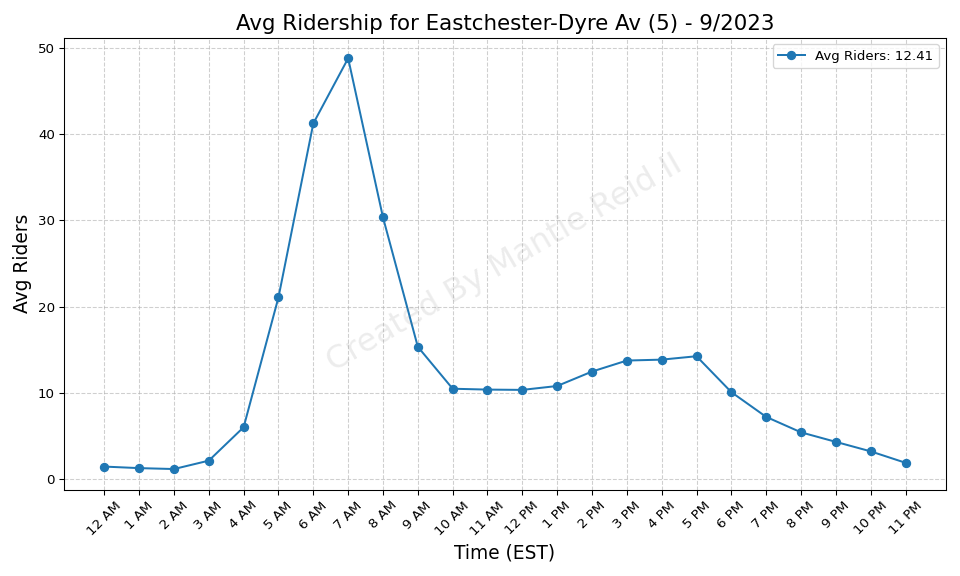 Avg Ridership for Eastchester-Dyre Av (5) - 9/2023
Avg Riders: 12.41
50
40
30
20
10
0
Avg Riders
Created By Mantle Reid II
12 AM
1 AM
2 AM
3 AM
4 AM
5 AM
6 AM
7 AM
8 AM
9 AM
10 AM
11 AM
12 PM
1 PM
2 PM
3 PM
4 PM
5 PM
6 PM
7 PM
8 PM
9 PM
10 PM
11 PM
Time (EST)